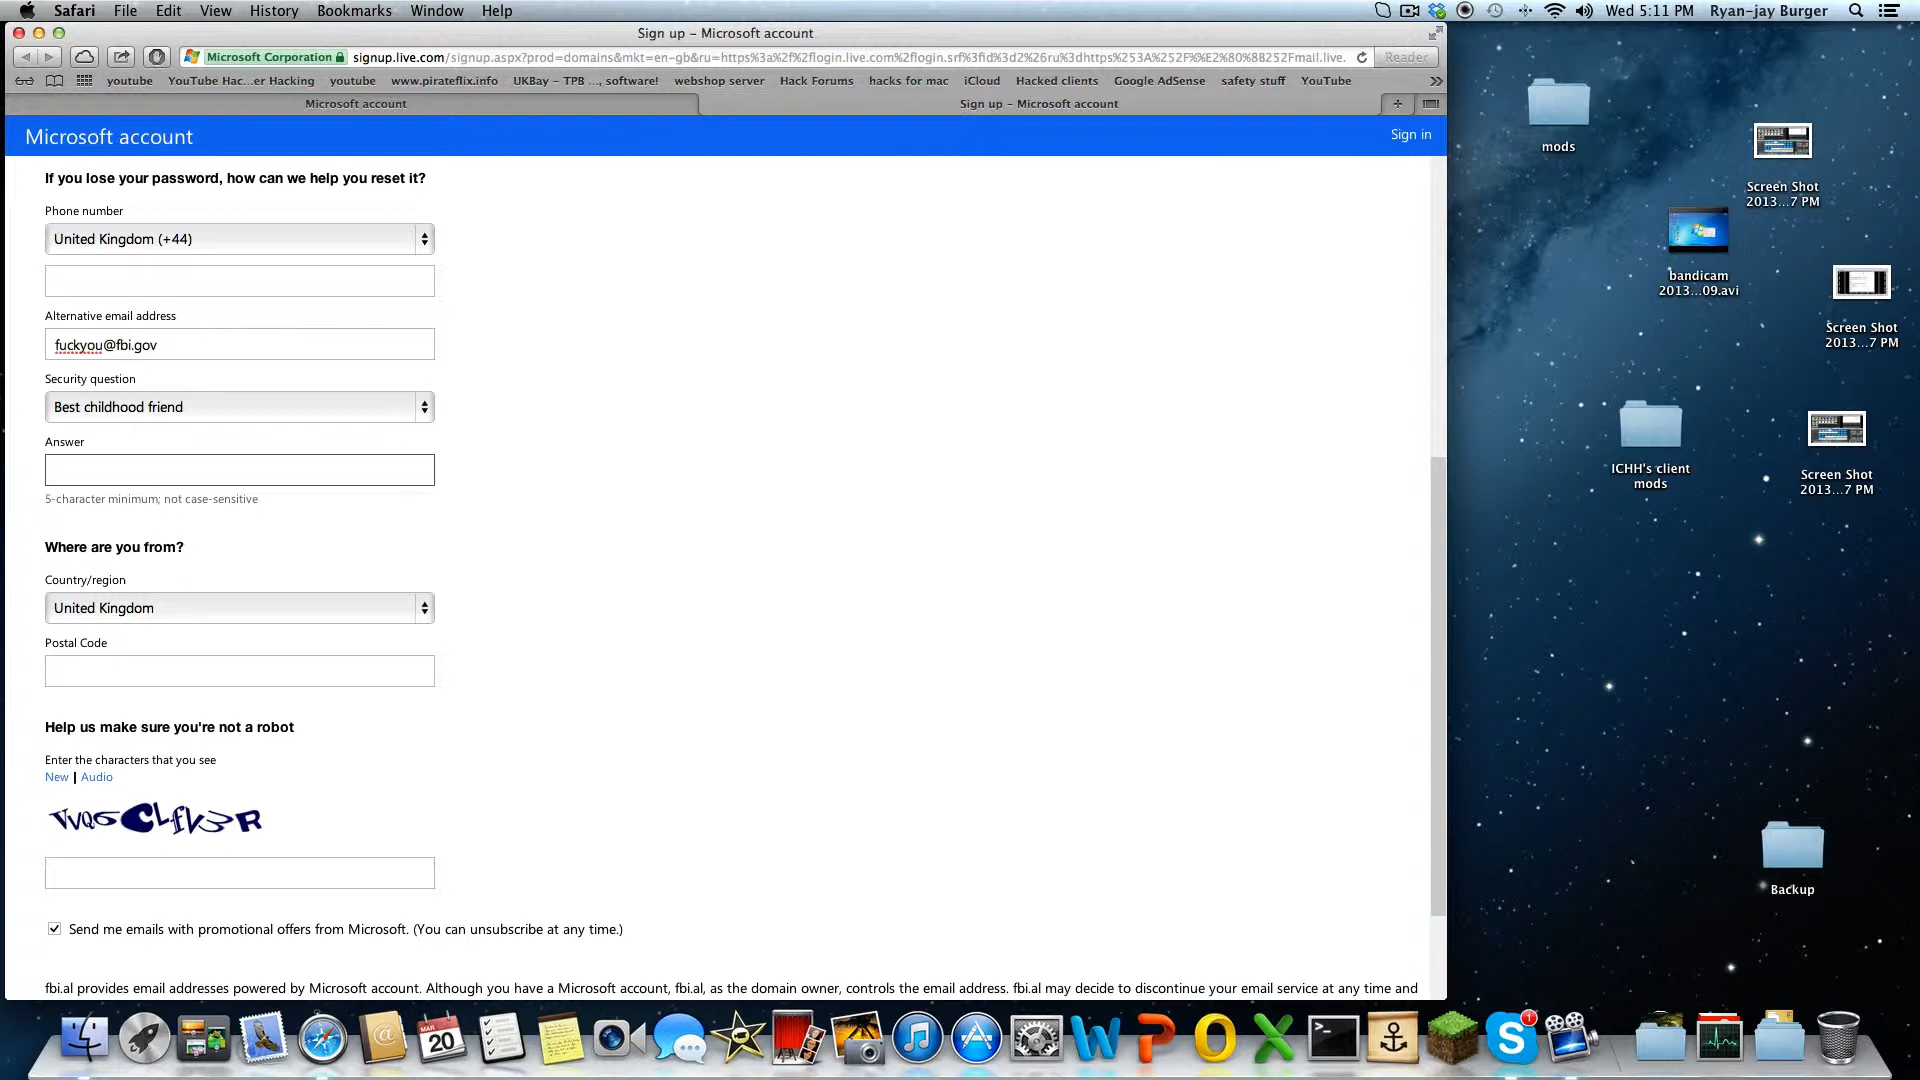 Safari File Edit View History Bookmarks Window Help Wed 5:11 PM Ryan-jay Burger
Sign up – Microsoft account
Microsoft Corporation signup.live.com/signup.aspx?prod=domains&mkt=en-gb&ru=https%3a%2f%2flogin.live.com%2flogin.srf%3fid%3d2%26ru%3dhttps%253A%252F%%E2%80%8B%252Fmail.live. Reader
youtube YouTube Hac...er Hacking youtube www.pirateflix.info UKBay – TPB ..., software! webshop server Hack Forums hacks for mac iCloud Hacked clients Google AdSense safety stuff YouTube
Microsoft account Sign up – Microsoft account
Microsoft account Sign in
If you lose your password, how can we help you reset it?
Phone number
United Kingdom (+44)
Alternative email address
fuckyou@fbi.gov
Security question
Best childhood friend
Answer
5-character minimum; not case-sensitive
Where are you from?
Country/region
United Kingdom
Postal Code
Help us make sure you're not a robot
Enter the characters that you see
New | Audio
Send me emails with promotional offers from Microsoft. (You can unsubscribe at any time.)
fbi.al provides email addresses powered by Microsoft account. Although you have a Microsoft account, fbi.al, as the domain owner, controls the email address. fbi.al may decide to discontinue your email service at any time and
mods
Screen Shot
2013...7 PM
bandicam
2013...09.avi
Screen Shot
2013...7 PM
ICHH's client
mods
Screen Shot
2013...7 PM
Backup
MAR
20
1